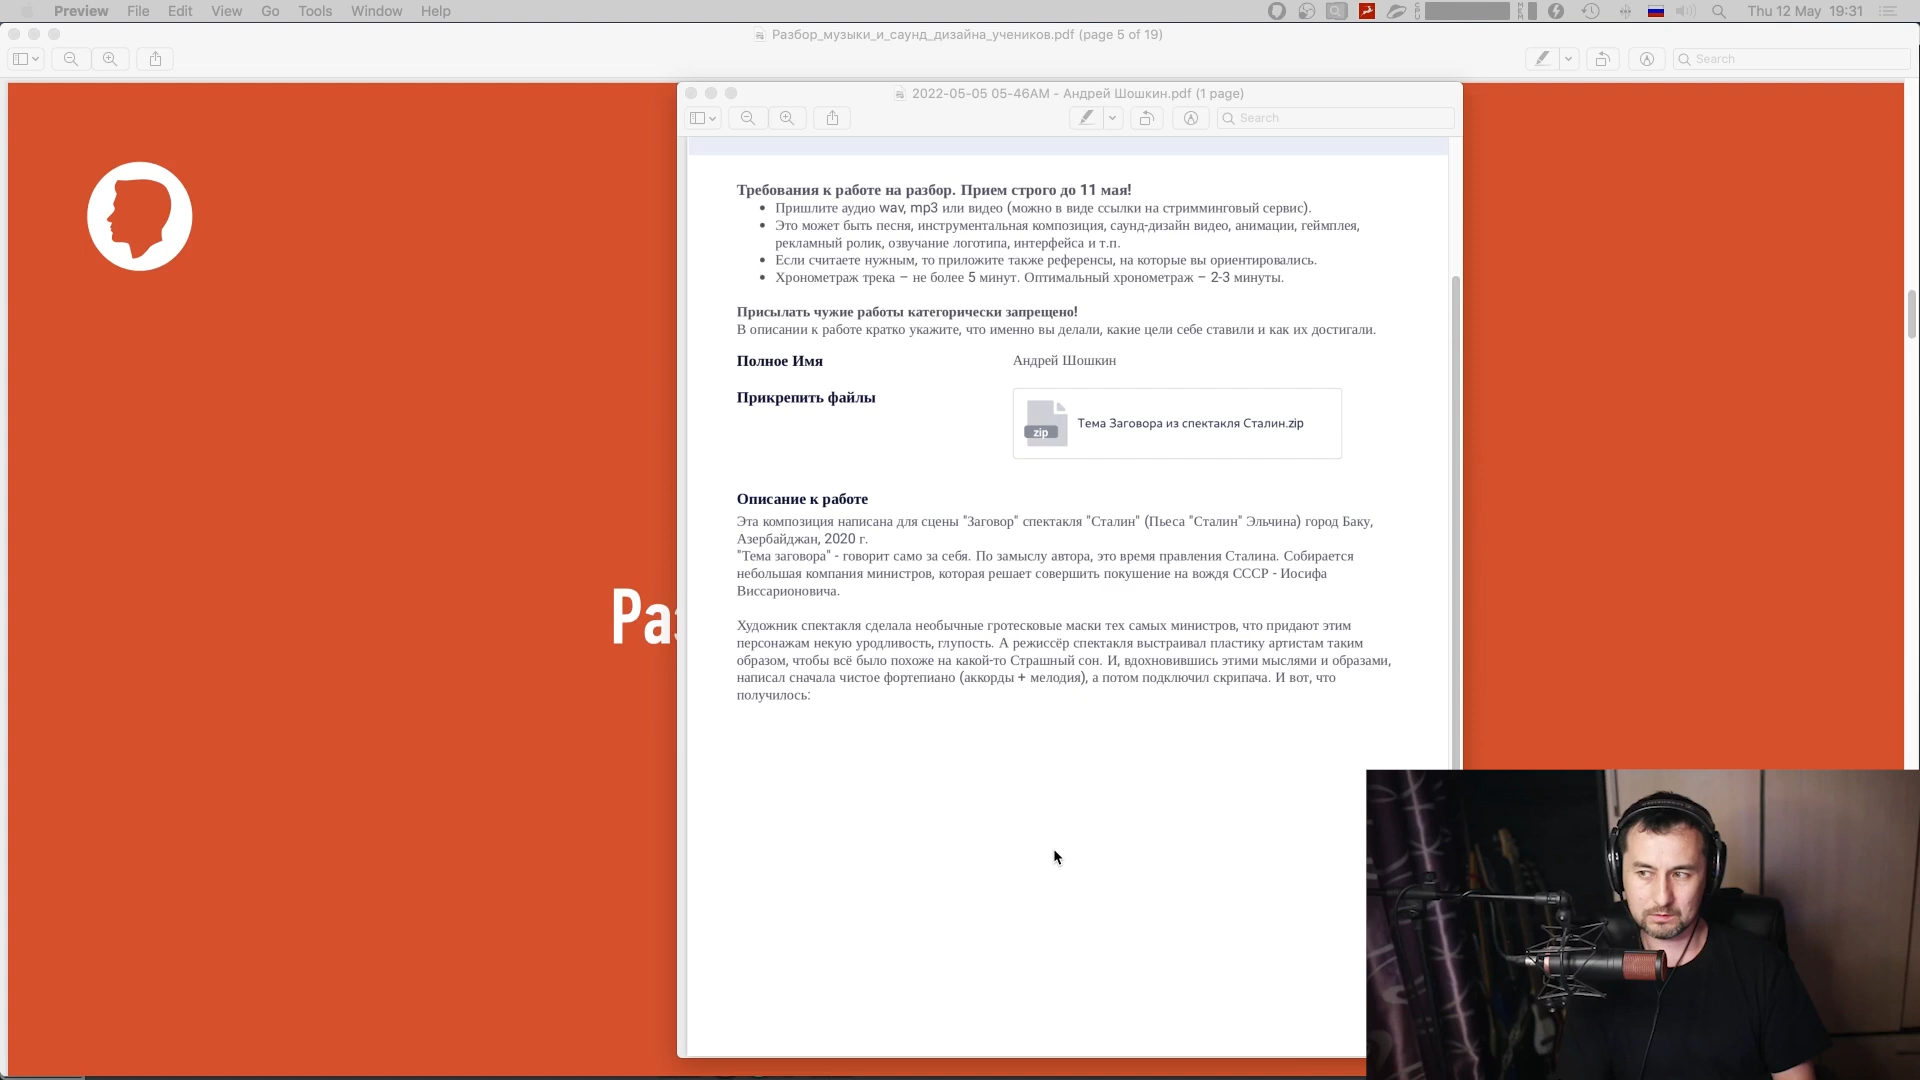 Preview File Edit View Go Tools Window Help
Thu 12 May 19:31
Разбор_музыки_и_саунд_дизайна_учеников.pdf (page 5 of 19)
Search
2022-05-05 05-46AM - Андрей Шошкин.pdf (1 page)
Search
Требования к работе на разбор. Прием строго до 11 мая!
• Пришлите аудио wav, mp3 или видео (можно в виде ссылки на стримминговый сервис).
• Это может быть песня, инструментальная композиция, саунд-дизайн видео, анимации, геймплея,
рекламный ролик, озвучание логотипа, интерфейса и т.п.
• Если считаете нужным, то приложите также референсы, на которые вы ориентировались.
• Хронометраж трека – не более 5 минут. Оптимальный хронометраж – 2-3 минуты.
Присылать чужие работы категорически запрещено!
В описании к работе кратко укажите, что именно вы делали, какие цели себе ставили и как их достигали.
Полное Имя
Андрей Шошкин
Прикрепить файлы
zip
Тема Заговора из спектакля Сталин.zip
Описание к работе
Эта композиция написана для сцены "Заговор" спектакля "Сталин" (Пьеса "Сталин" Эльчина) город Баку,
Азербайджан, 2020 г.
"Тема заговора" - говорит само за себя. По замыслу автора, это время правления Сталина. Собирается
небольшая компания министров, которая решает совершить покушение на вождя СССР - Иосифа
Виссарионовича.
Художник спектакля сделала необычные гротесковые маски тех самых министров, что придают этим
персонажам некую уродливость, глупость. А режиссёр спектакля выстраивал пластику артистам таким
образом, чтобы всё было похоже на какой-то Страшный сон. И, вдохновившись этими мыслями и образами,
написал сначала чистое фортепиано (аккорды + мелодия), а потом подключил скрипача. И вот, что
получилось: